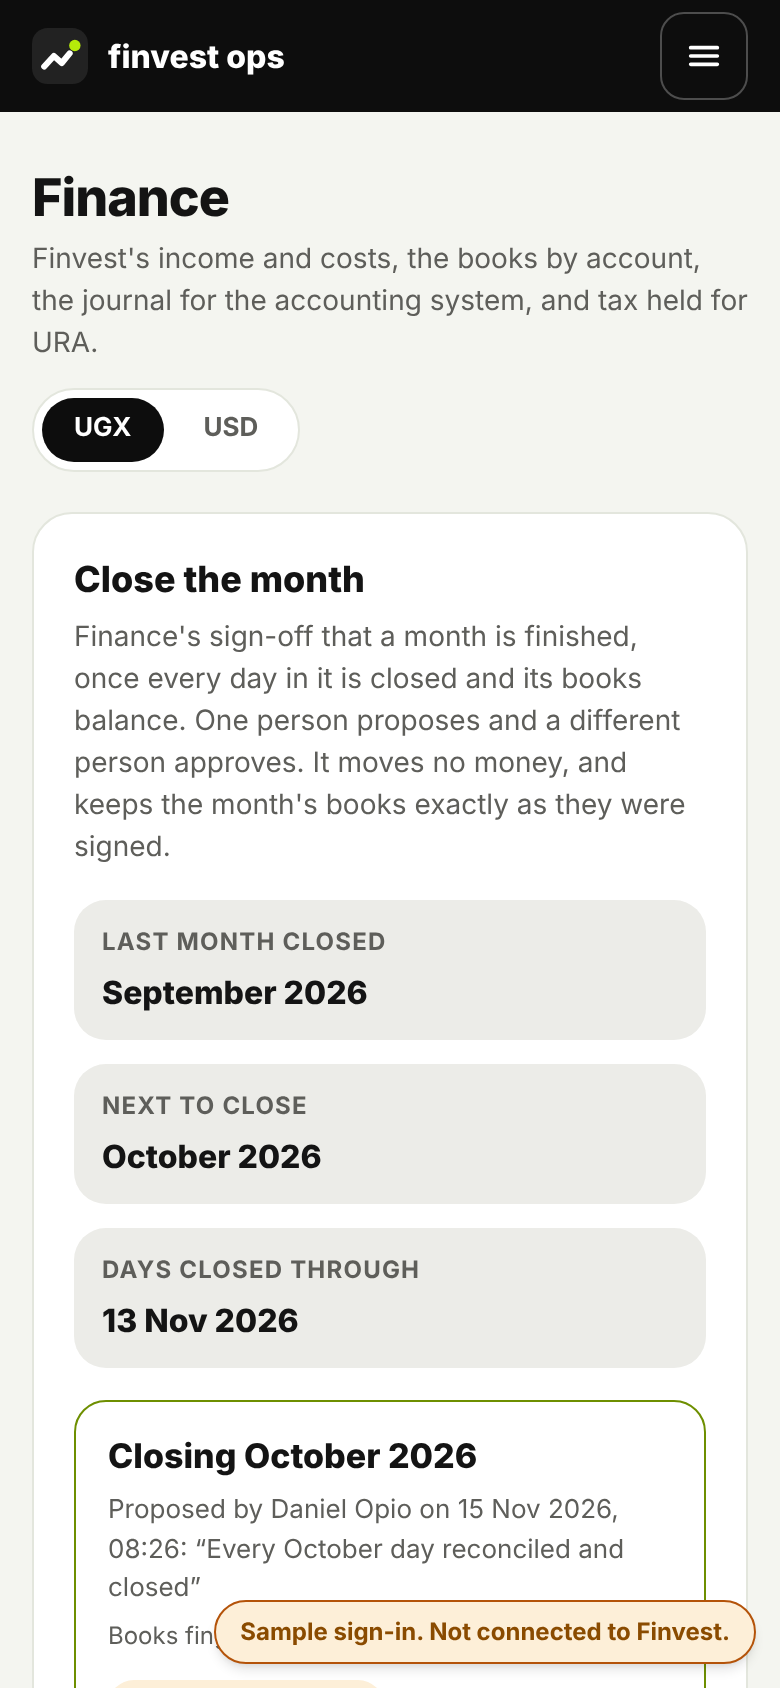 finvest ops
Finance
Finvest's income and costs, the books by account,
the journal for the accounting system, and tax held for
URA.
UGX
USD
Close the month
Finance's sign-off that a month is finished,
once every day in it is closed and its books
balance. One person proposes and a different
person approves. It moves no money, and
keeps the month's books exactly as they were
signed.
LAST MONTH CLOSED
September 2026
NEXT TO CLOSE
October 2026
DAYS CLOSED THROUGH
13 Nov 2026
Closing October 2026
Proposed by Daniel Opio on 15 Nov 2026,
08:26: “Every October day reconciled and
closed”
Books
Sample sign-in. Not connected to Finvest.